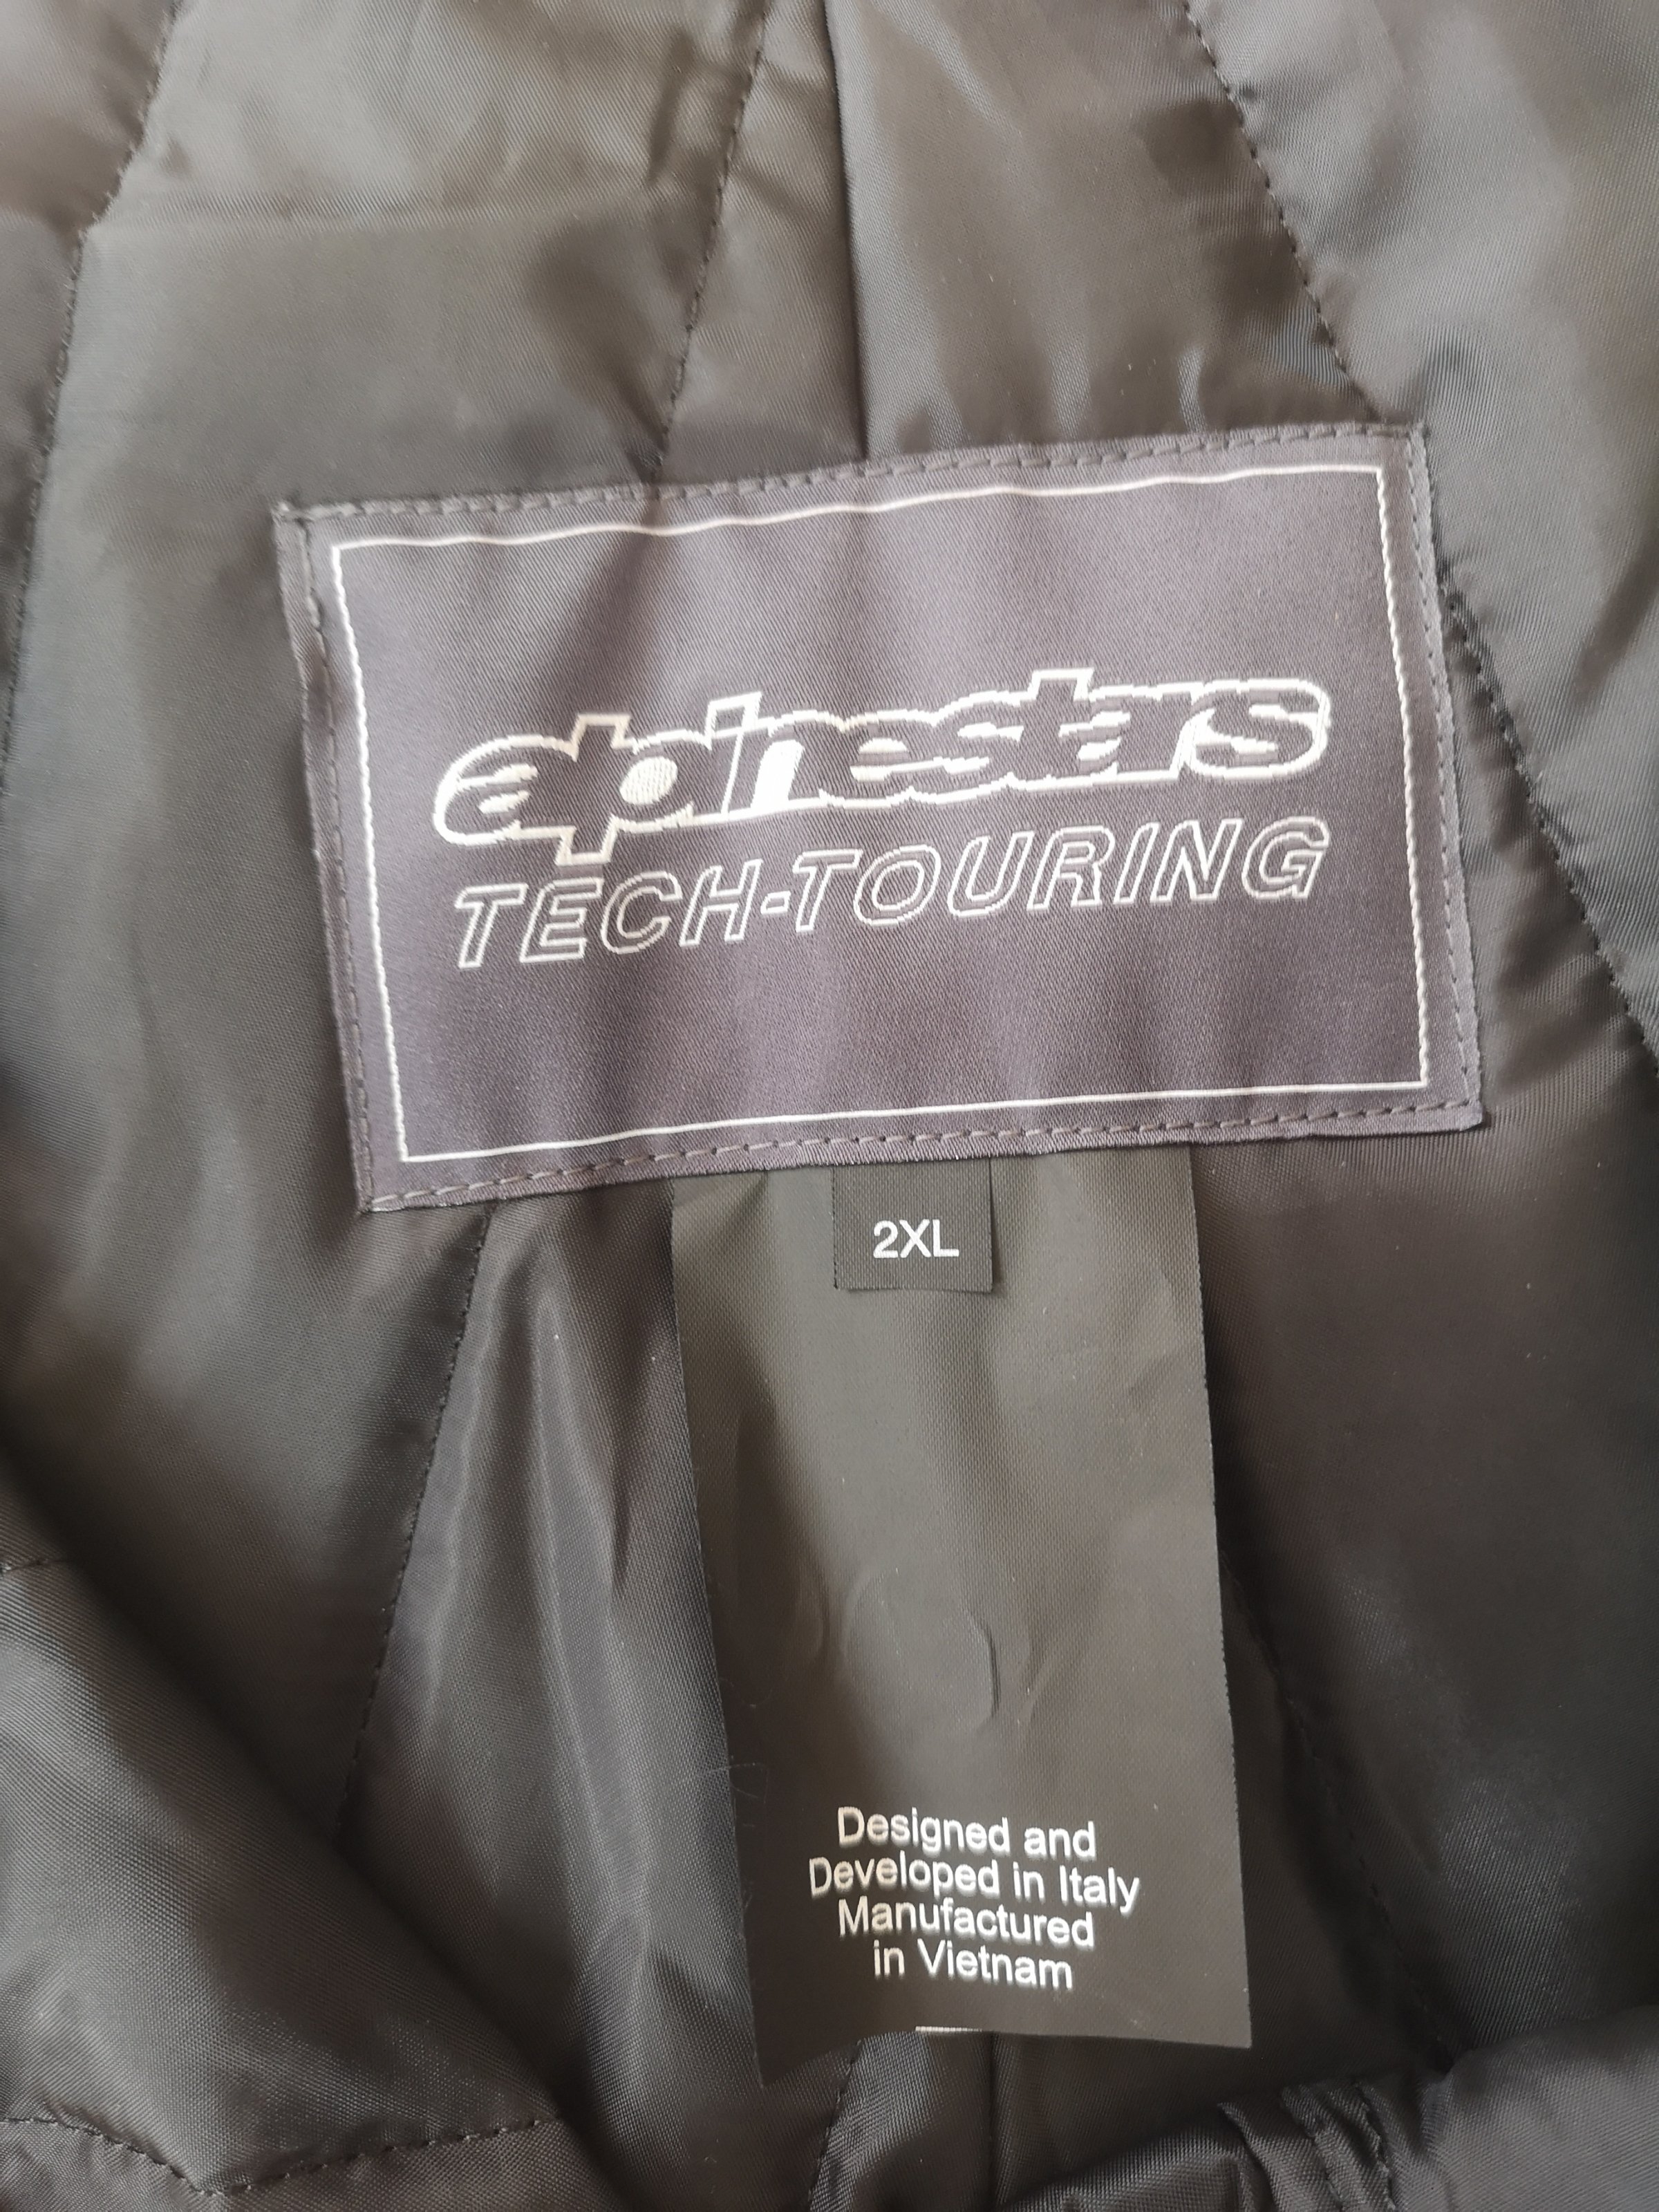 alpinestars
TECH-TOURING
2XL
Designed and
Developed in Italy
Manufactured
in Vietnam